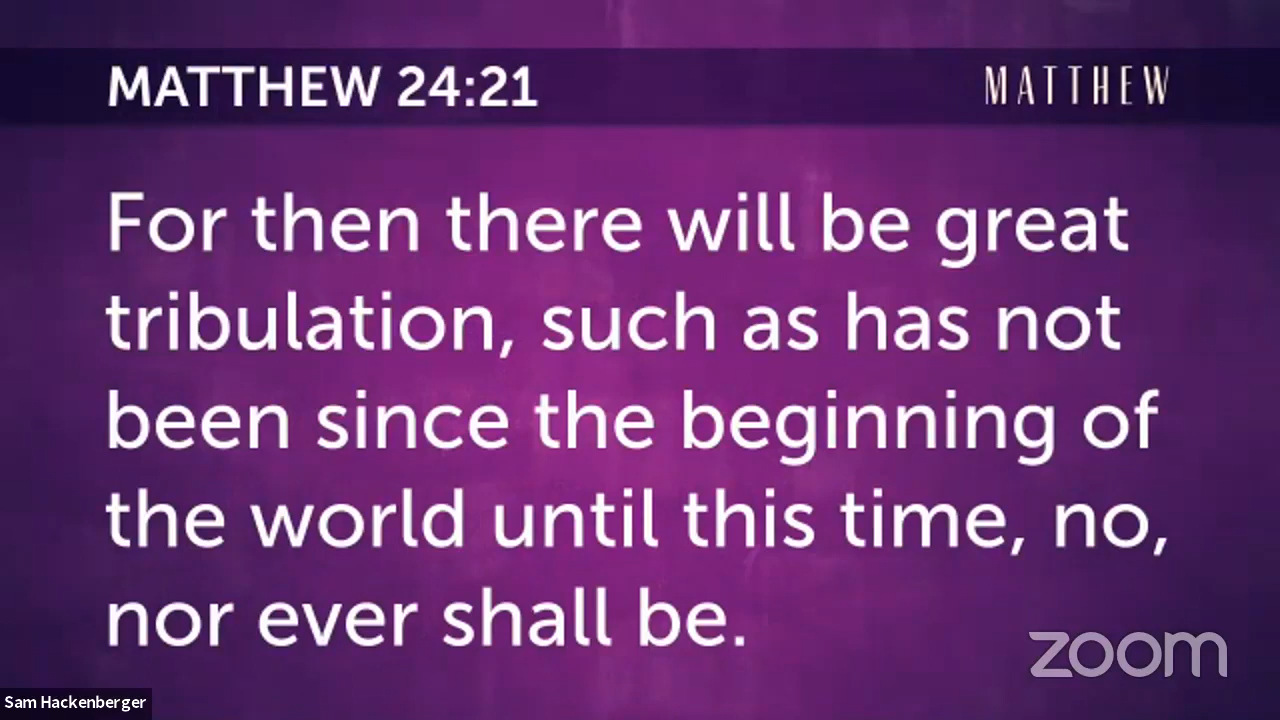 MATTHEW 24:21
MATTHEW
For then there will be great
tribulation, such as has not
been since the beginning of
the world until this time, no,
nor ever shall be.
zoom
Sam Hackenberger